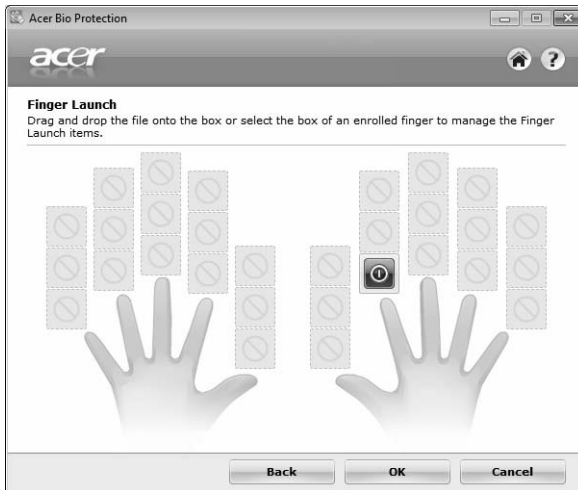 Acer Bio Protection
acer
?
Finger Launch
Drag and drop the file onto the box or select the box of an enrolled finger to manage the Finger
Launch items.
Back OK Cancel